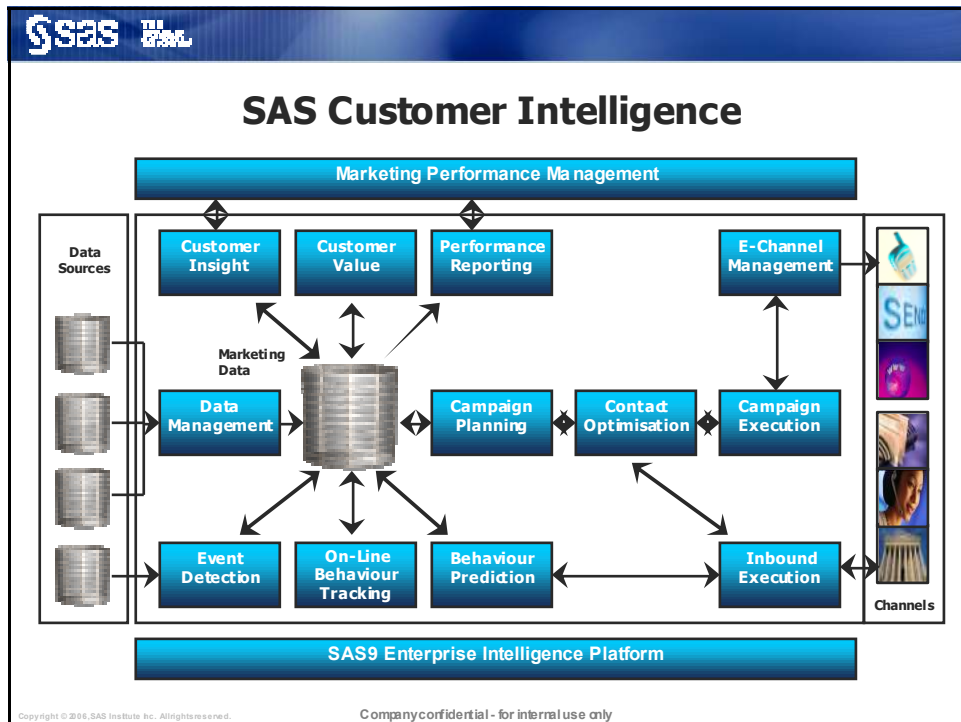 sas
SAS Customer Intelligence
Marketing Performance Management
Data
Sources
Customer
Insight
Customer
Value
Performance
Reporting
E-Channel
Management
SEND
Marketing
Data
Data
Management
Campaign
Planning
Contact
Optimisation
Campaign
Execution
Event
Detection
On-Line
Behaviour
Tracking
Behaviour
Prediction
Inbound
Execution
Channels
SAS9 Enterprise Intelligence Platform
Copyright © 2006, SAS Institute Inc. All rights reserved.
Company confidential - for internal use only